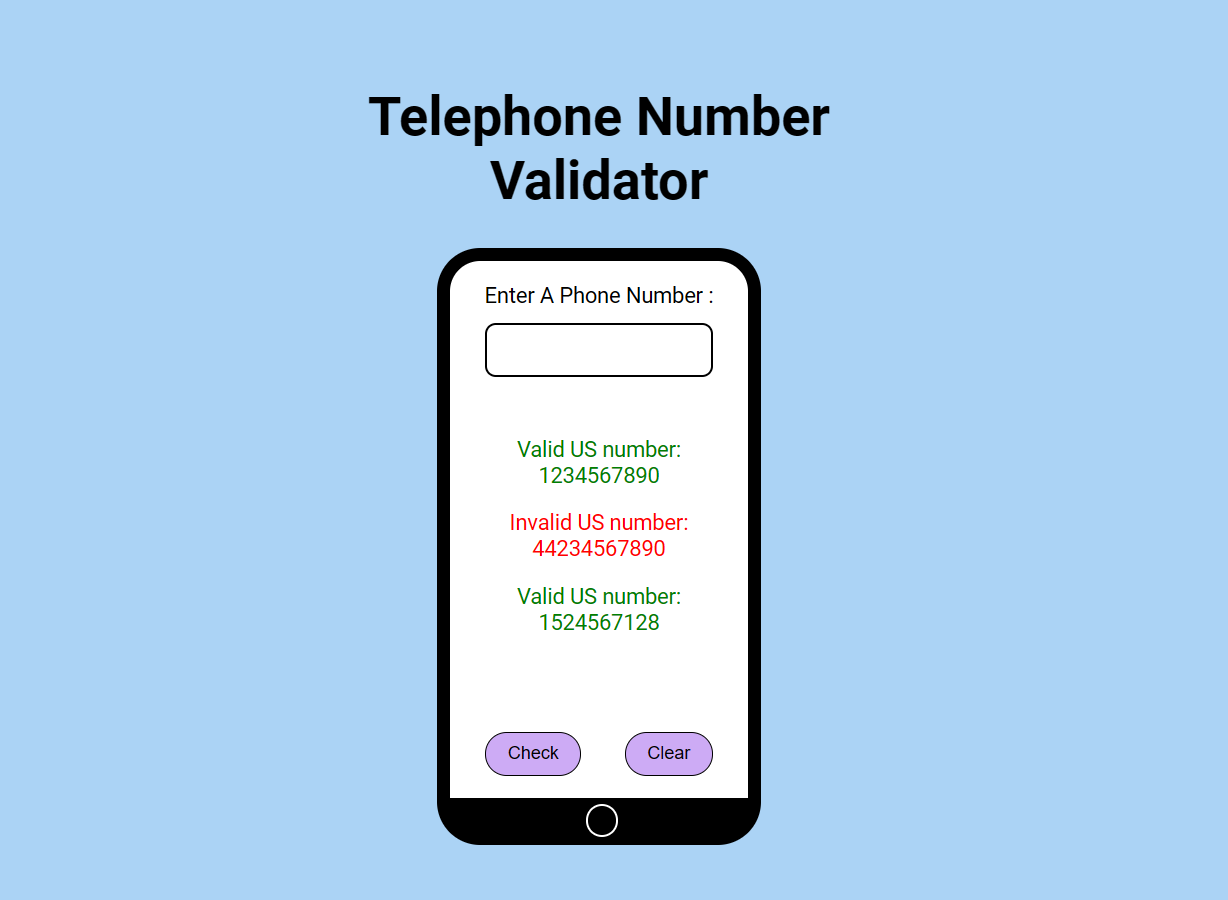 Telephone Number
Validator
Enter A Phone Number :
Valid US number:
1234567890
Invalid US number:
44234567890
Valid US number:
1524567128
Check
Clear